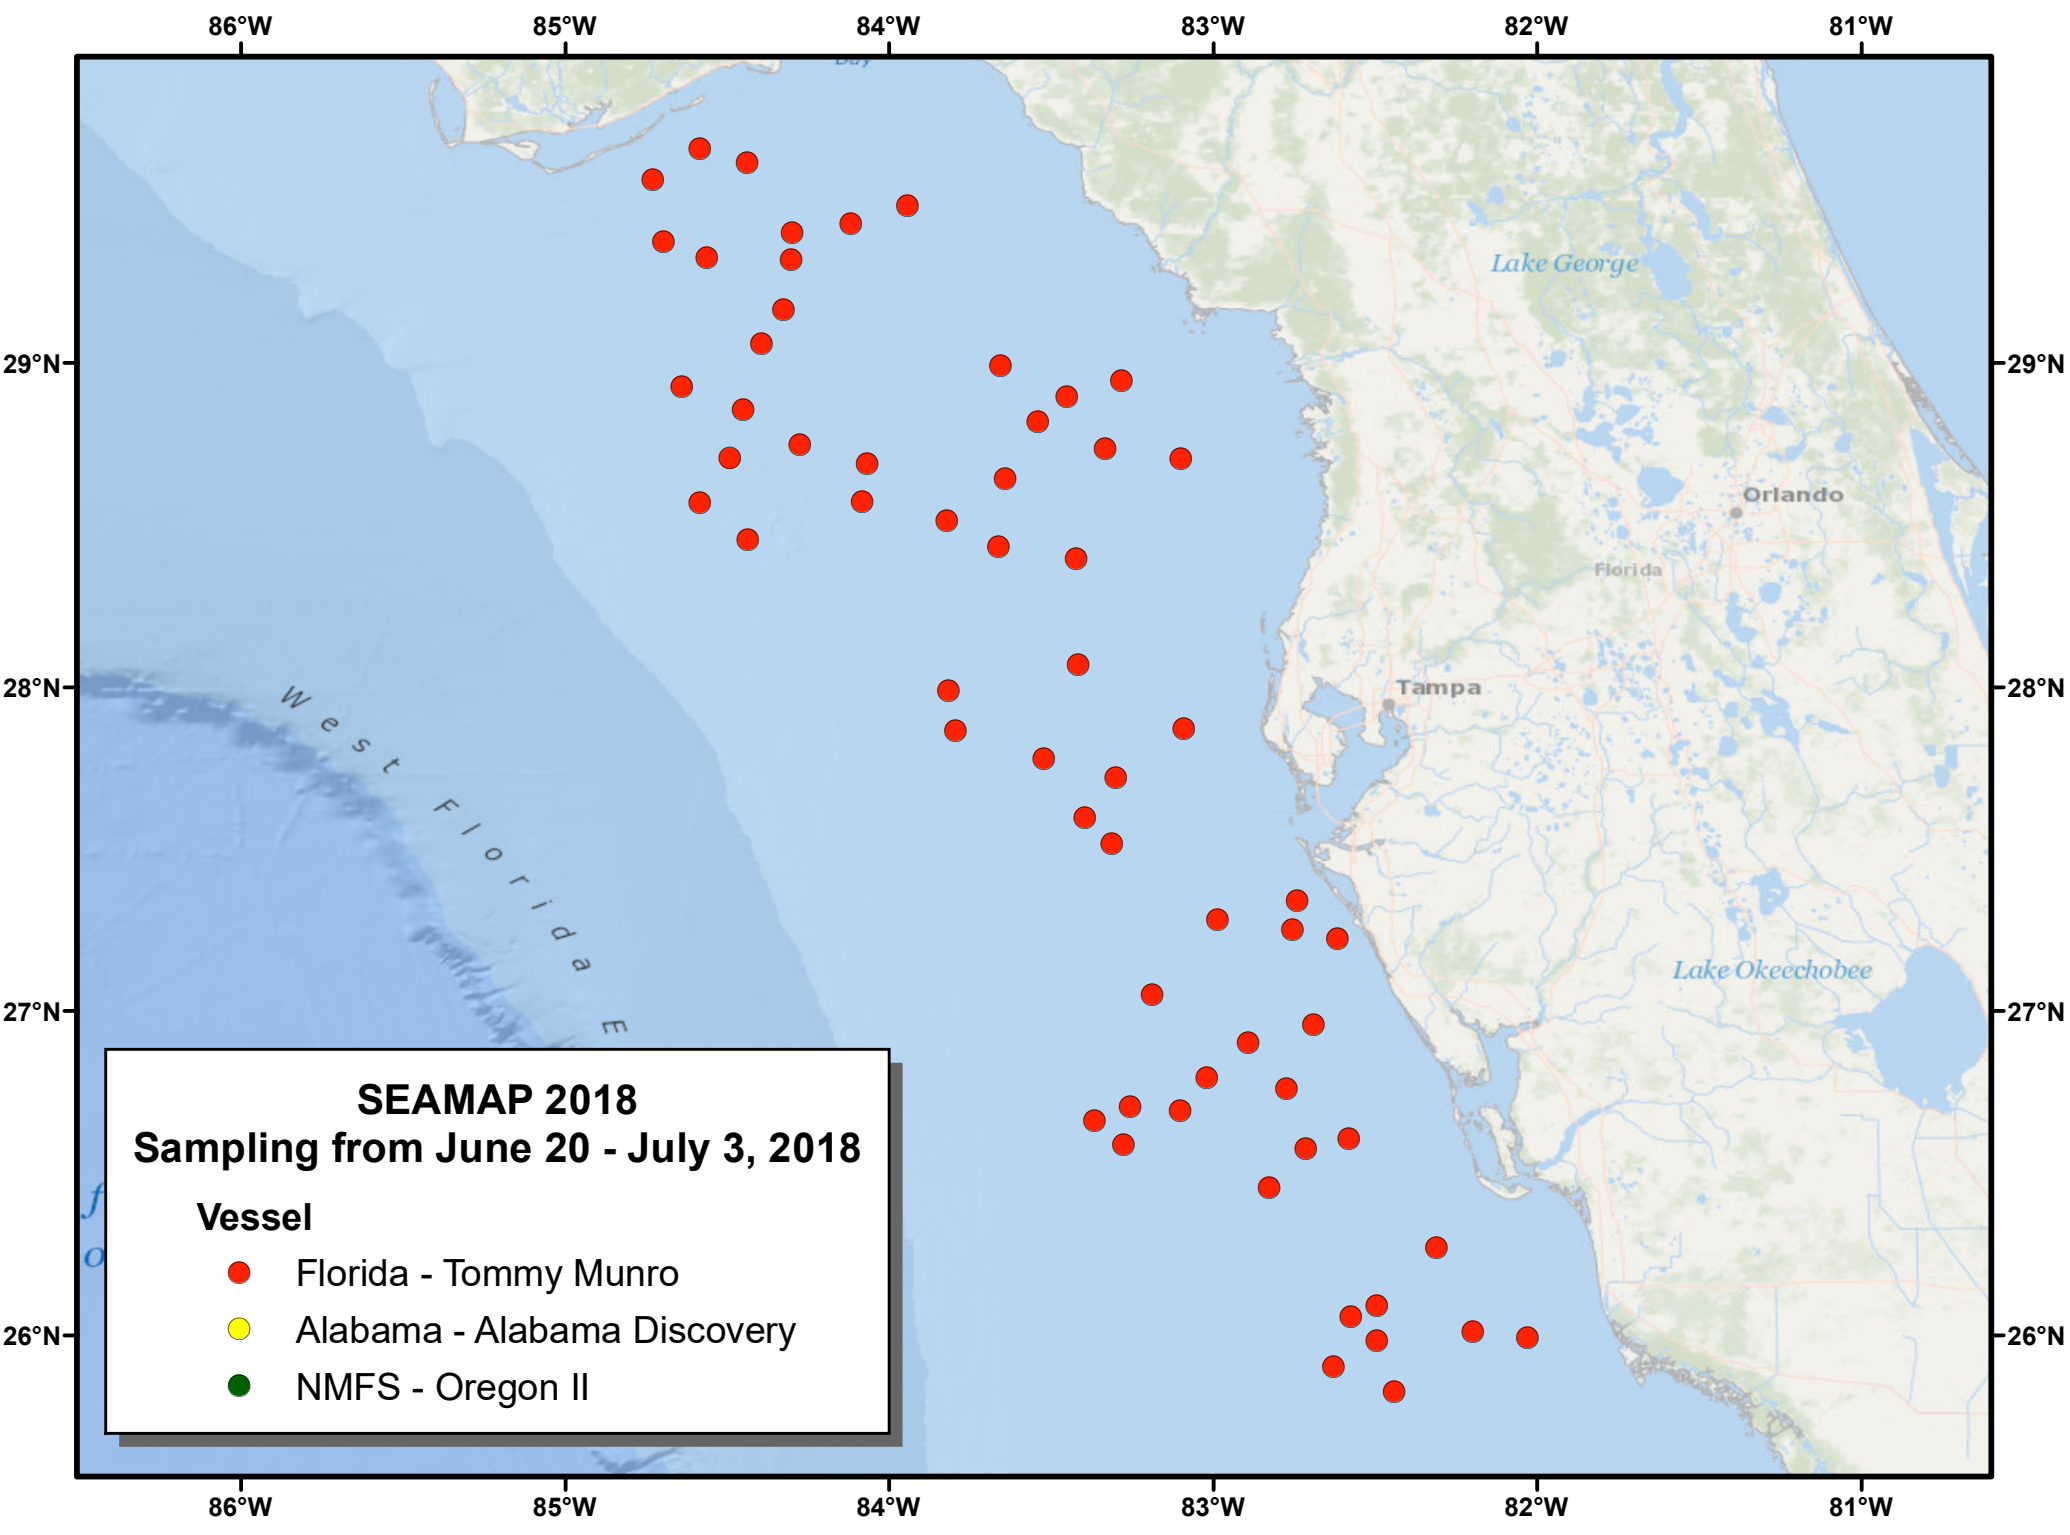 86°W 85°W 84°W 83°W 82°W 81°W
Bay
Lake George
29°N 29°N
Orlando
Florida
28°N 28°N
Tampa
West Florida E
Lake Okeechobee
27°N 27°N
SEAMAP 2018
Sampling from June 20 - July 3, 2018
Vessel
f
o
Florida - Tommy Munro
Alabama - Alabama Discovery
NMFS - Oregon II
26°N 26°N
86°W 85°W 84°W 83°W 82°W 81°W